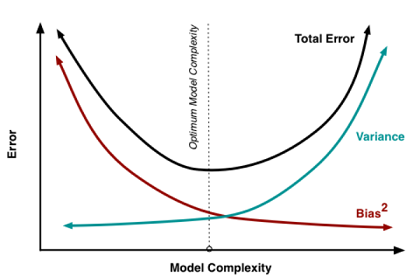 Total Error
Optimum Model Complexity
Variance
Error
Bias2
Model Complexity